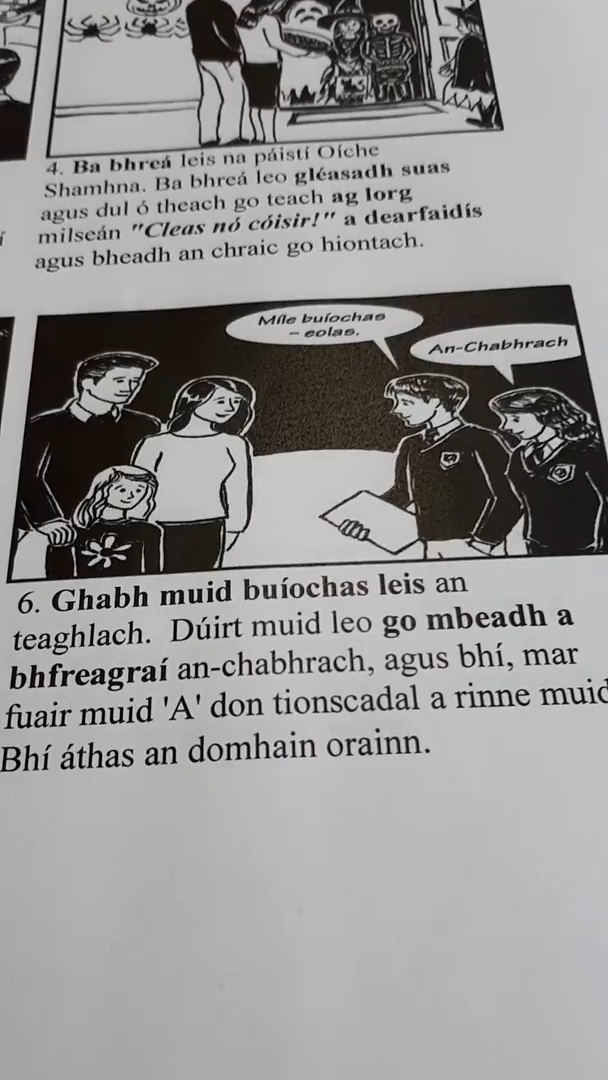 4. Ba bhreá leis na páistí Oíche
Shamhna. Ba bhreá leo gléasadh suas
agus dul ó theach go teach ag lorg
milseán "Cleas nó cóisir!" a dearfaidís
agus bheadh an chraic go hiontach.
Míle buíochas
– eolas.
An-Chabhrach
6. Ghabh muid buíochas leis an
teaghlach. Dúirt muid leo go mbeadh a
bhfreagraí an-chabhrach, agus bhí, mar
fuair muid 'A' don tionscadal a rinne muid
Bhí áthas an domhain orainn.